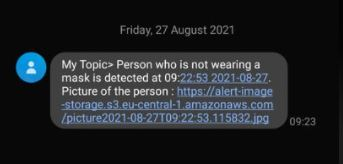 Friday, 27 August 2021
My Topic> Person who is not wearing a
mask is detected at 09:22:53 2021-08-27.
Picture of the person : https://alert-image
-storage.s3.eu-central-1.amazonaws.com
/picture2021-08-27T09:22:53.115832.jpg
09:23